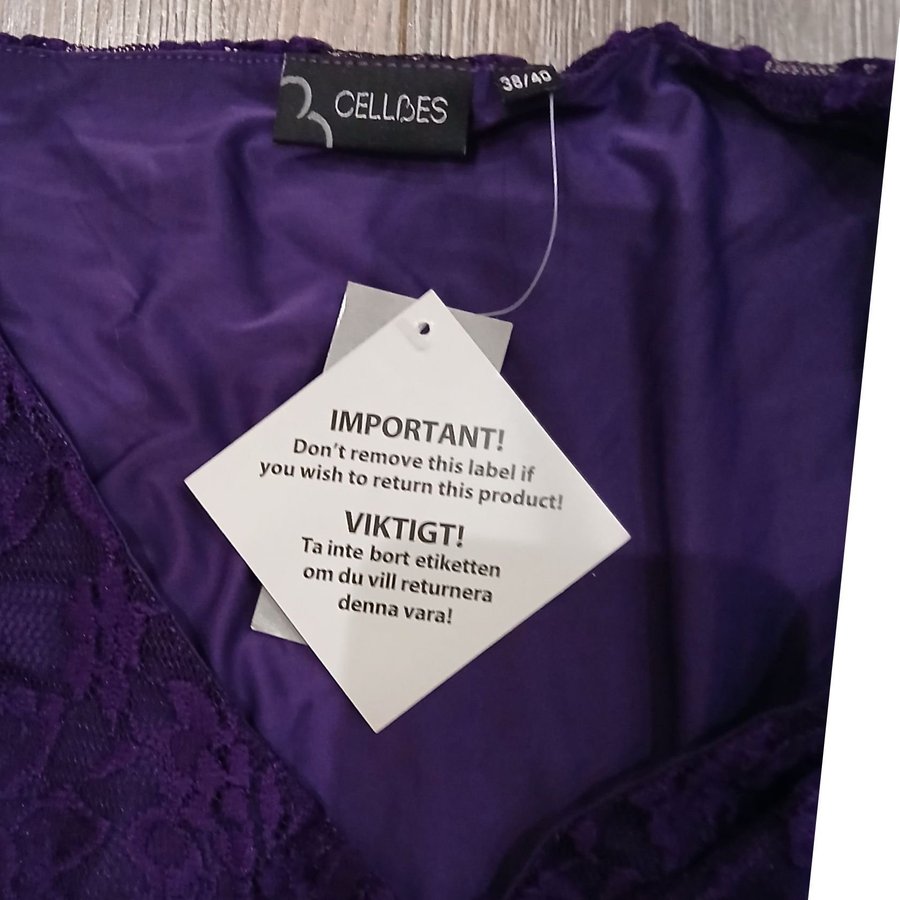 CELLBES
38/40
IMPORTANT!
Don't remove this label if
you wish to return this product!
VIKTIGT!
Ta inte bort etiketten
om du vill returnera
denna vara!